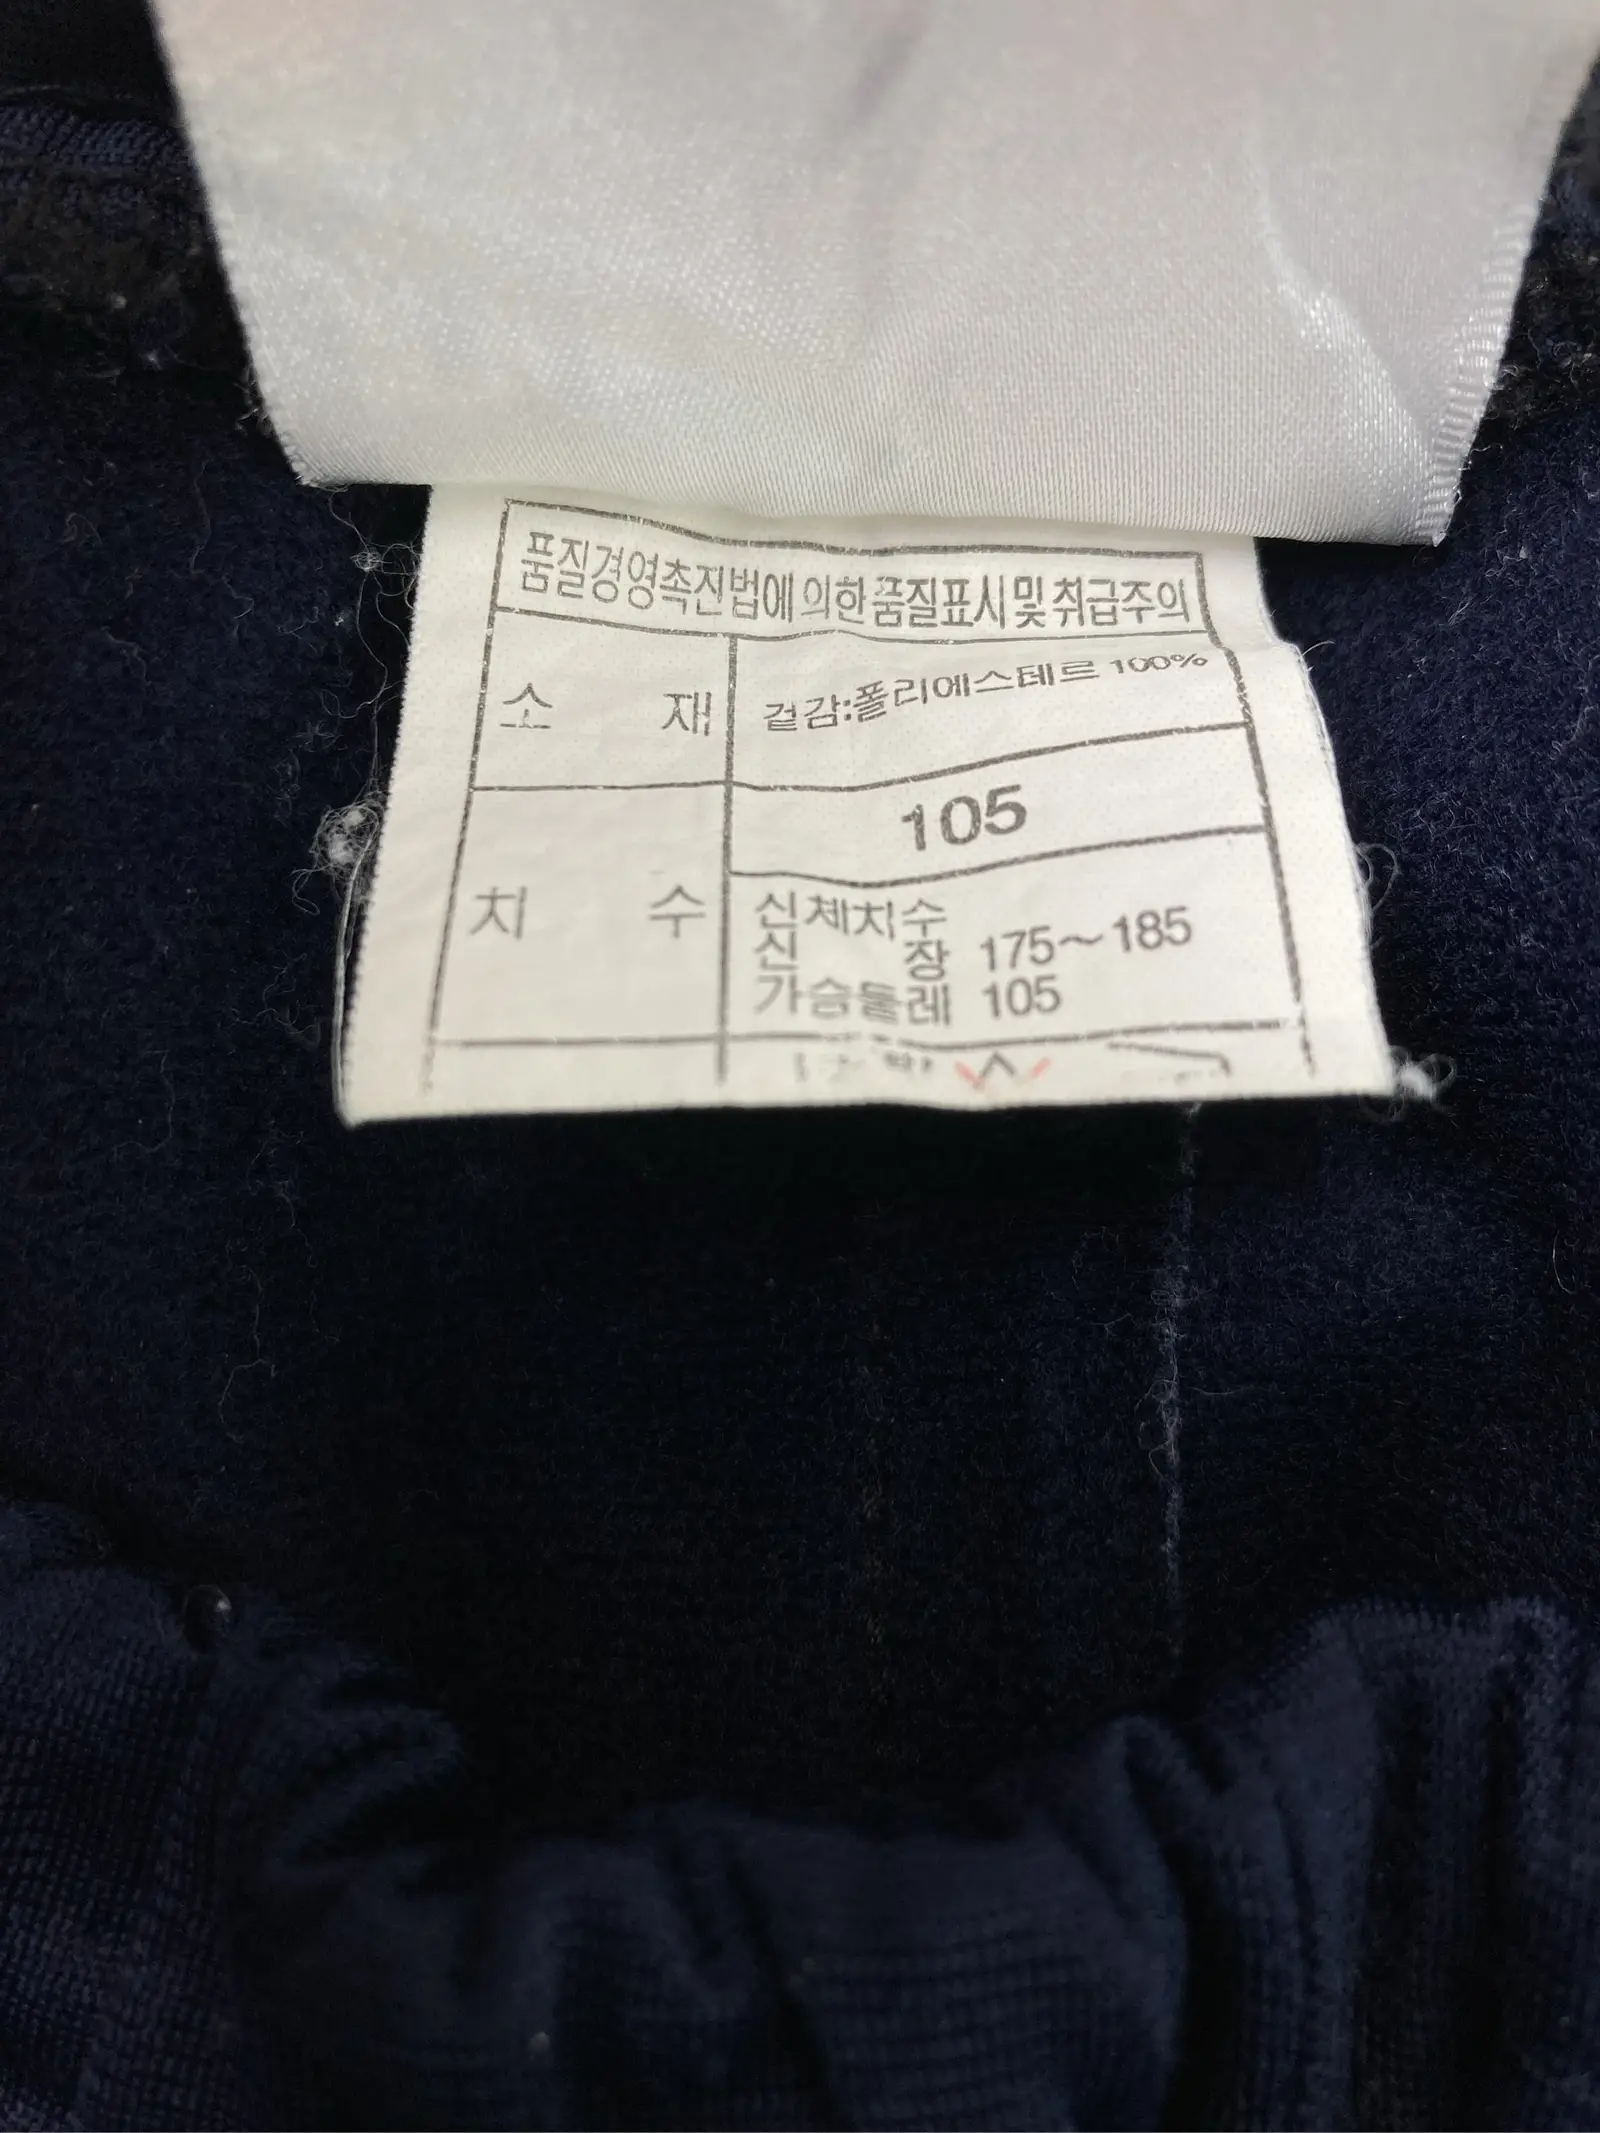 품질경영촉진법에 의한 품질표시 및 취급주의
소 재
겉감:폴리에스테르 100%
105
치 수
신체치수
신 장 175~185
가슴둘레 105